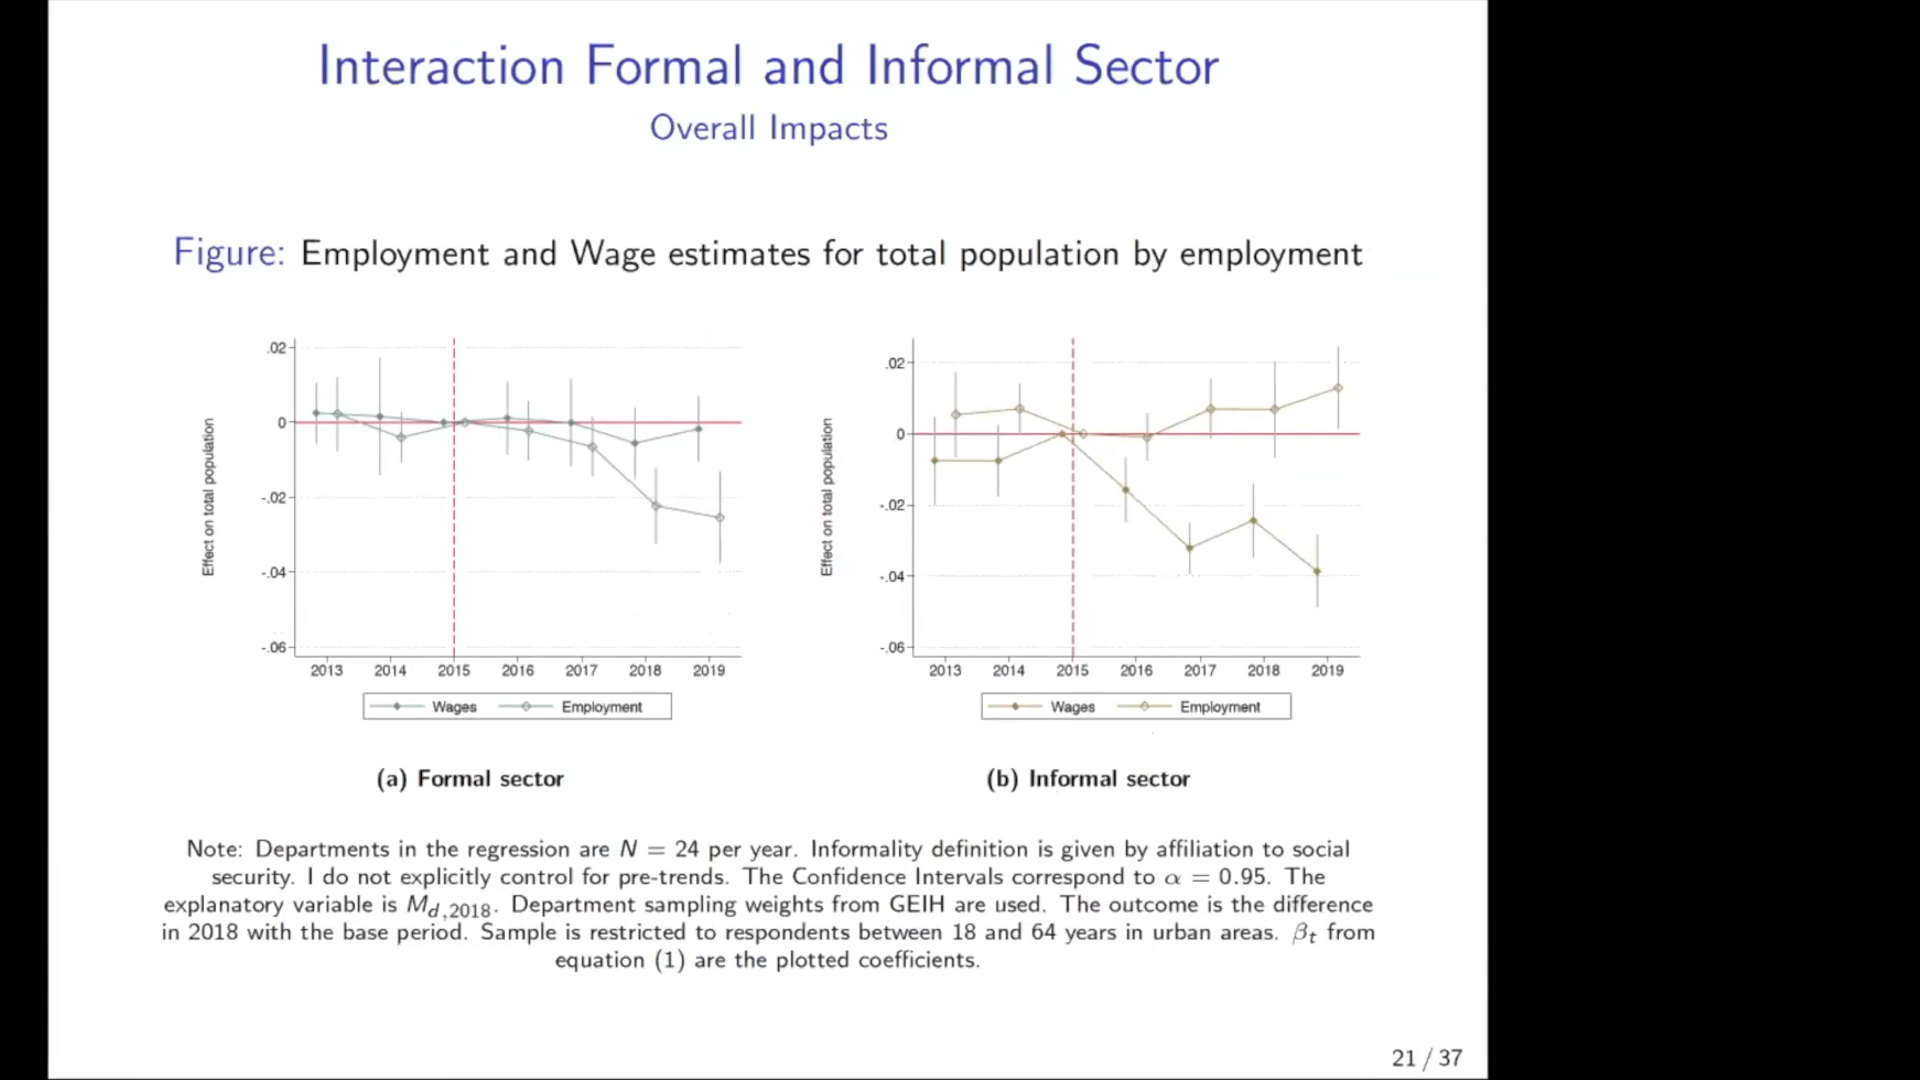 Interaction Formal and Informal Sector
Overall Impacts
Figure: Employment and Wage estimates for total population by employment
Effect on total population
.02
0
-.02
-.04
-.06
2013 2014 2015 2016 2017 2018 2019
Wages Employment
(a) Formal sector
Effect on total population
.02
0
-.02
-.04
-.06
2013 2014 2015 2016 2017 2018 2019
Wages Employment
(b) Informal sector
Note: Departments in the regression are N = 24 per year. Informality definition is given by affiliation to social
security. I do not explicitly control for pre-trends. The Confidence Intervals correspond to α = 0.95. The
explanatory variable is M_d,2018. Department sampling weights from GEIH are used. The outcome is the difference
in 2018 with the base period. Sample is restricted to respondents between 18 and 64 years in urban areas. β_t from
equation (1) are the plotted coefficients.
21 / 37